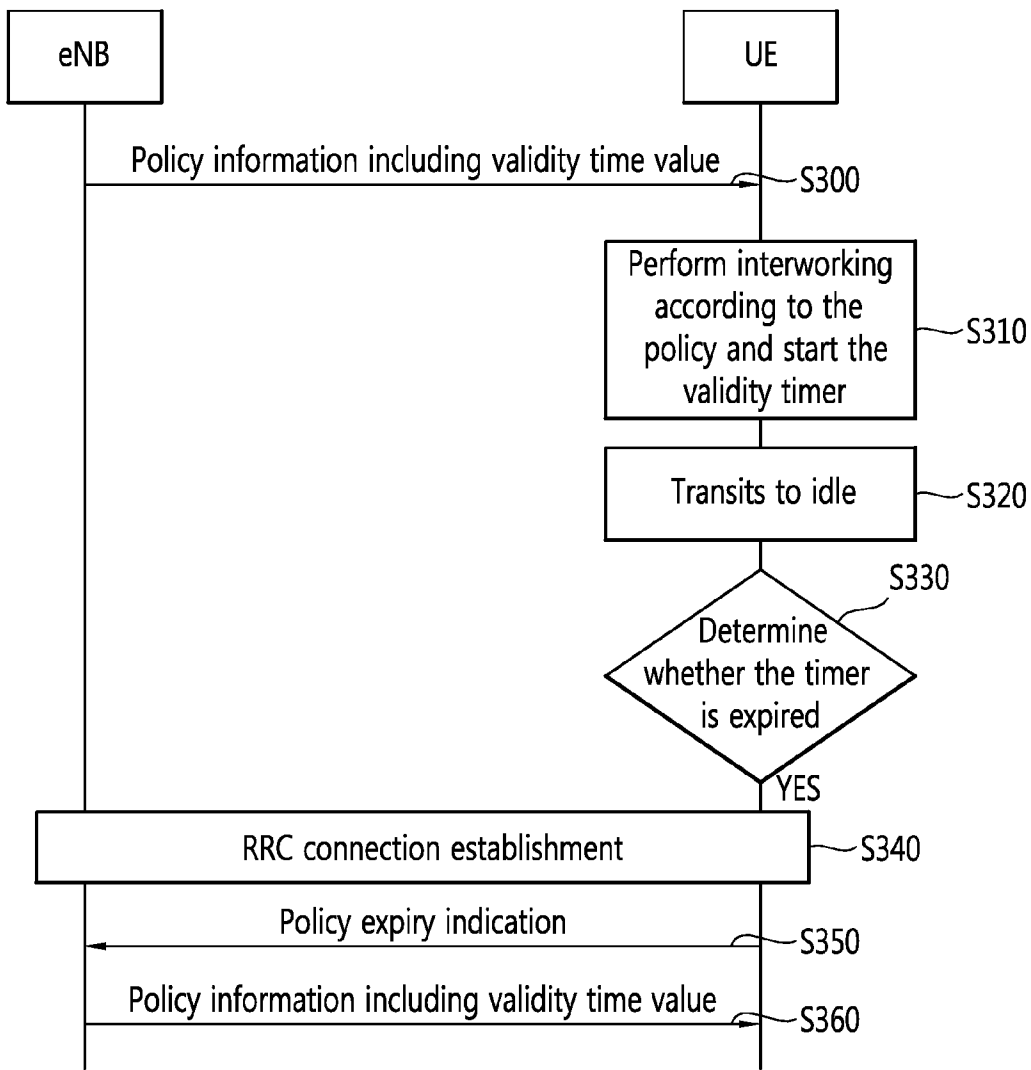 eNB
UE
Policy information including validity time value
S300
Perform interworking
according to the
policy and start the
validity timer
S310
Transits to idle
S320
S330
Determine
whether the timer
is expired
YES
RRC connection establishment
S340
Policy expiry indication
S350
Policy information including validity time value
S360